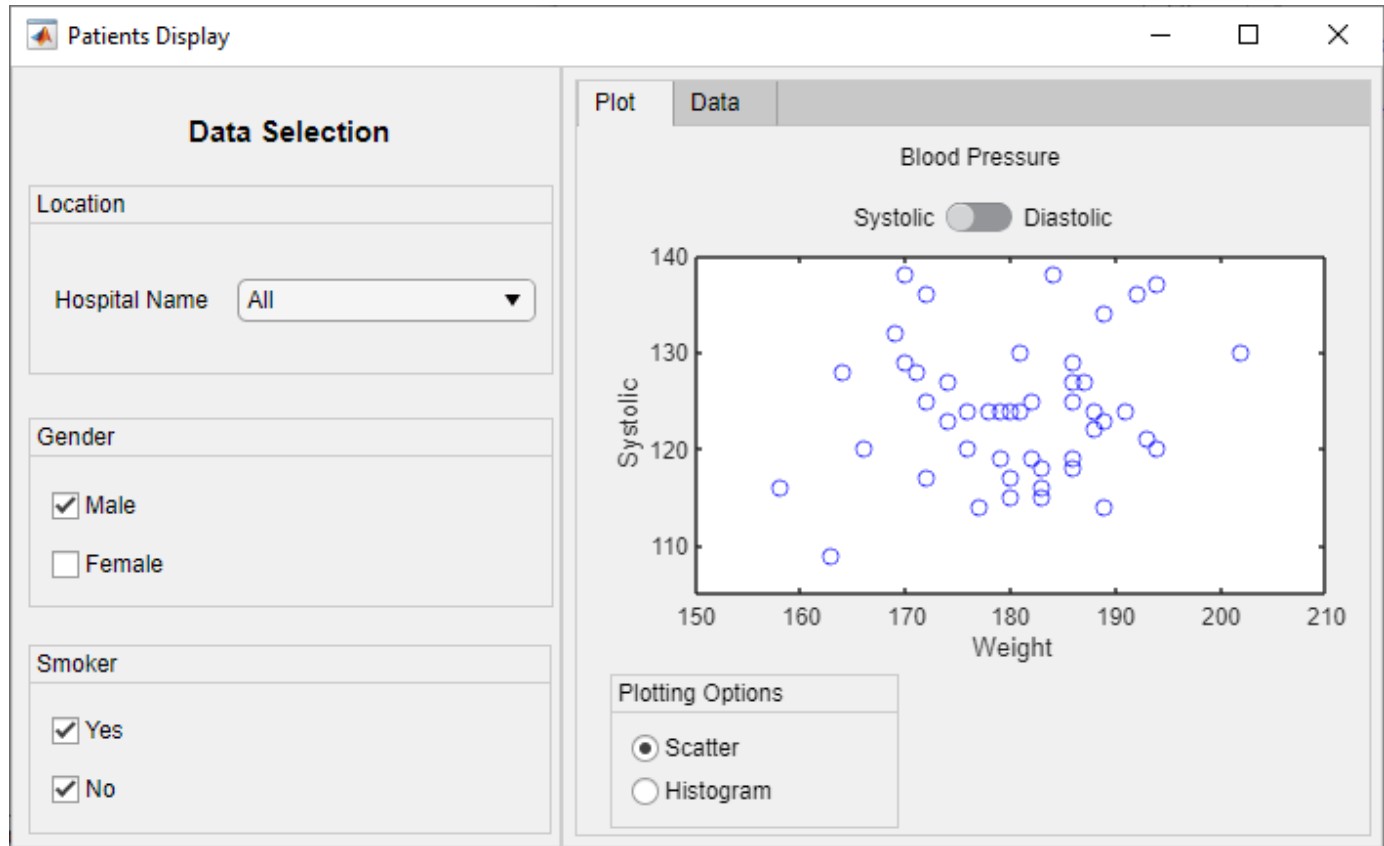 Patients Display
Data Selection
Location
Hospital Name All
Gender
Male
Female
Smoker
Yes
No
Plot Data
Blood Pressure
Systolic Diastolic
140
130
120
110
Systolic
150 160 170 180 190 200 210
Weight
Plotting Options
Scatter
Histogram